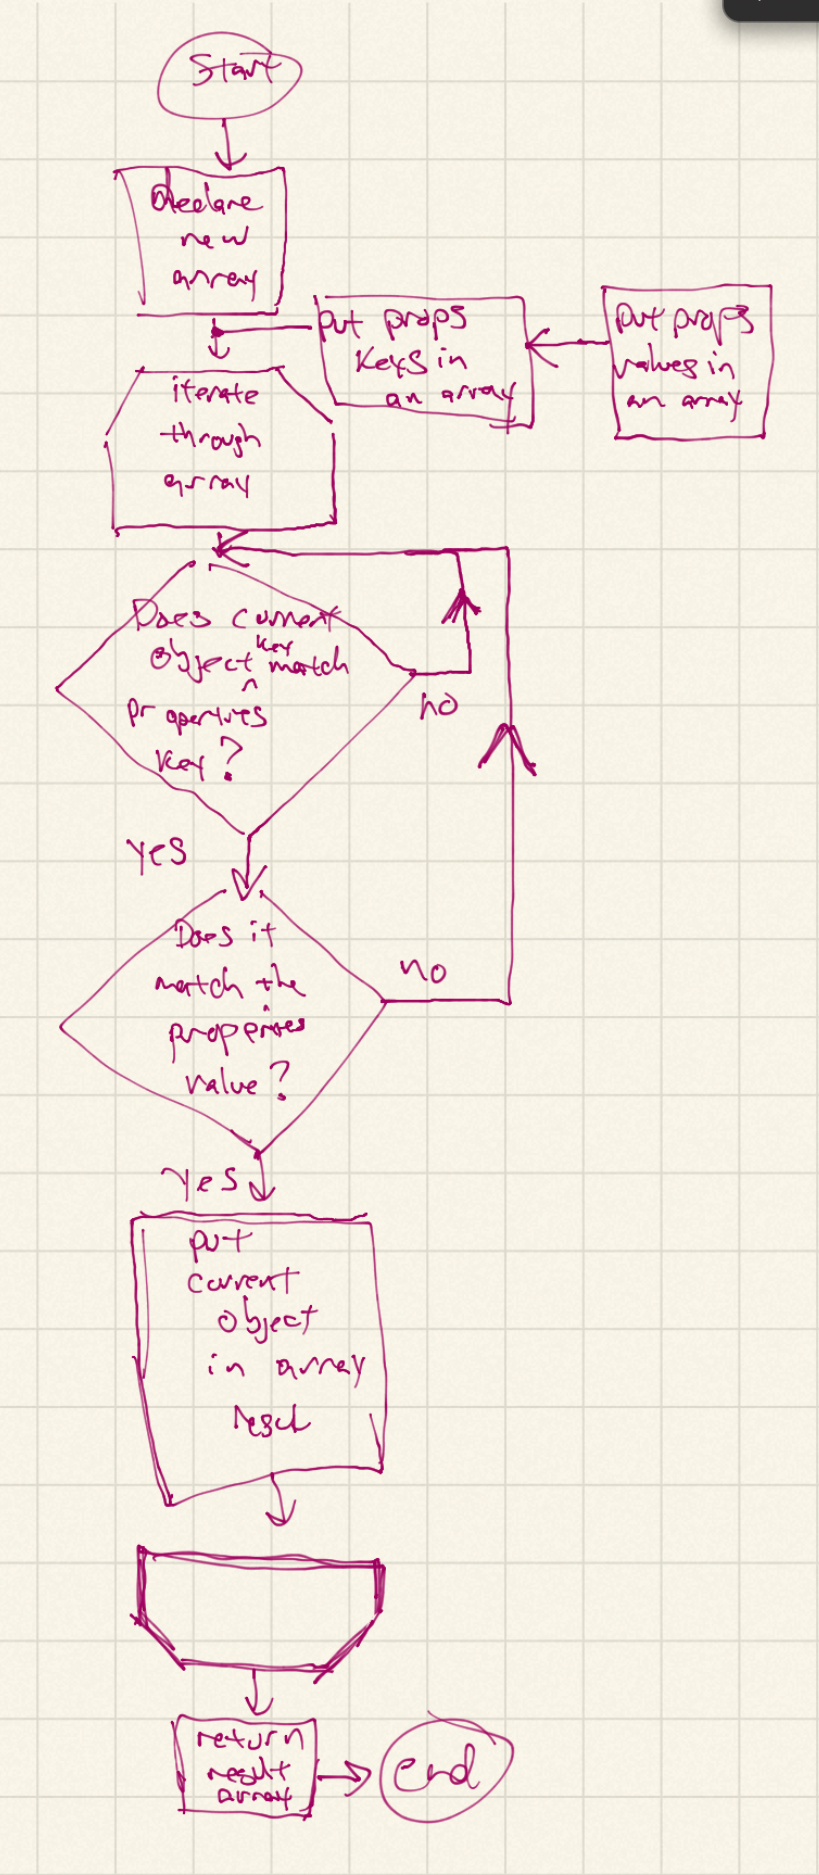 Start
Declare
new
array
put props
keys in
an array
put props
values in
an array
iterate
through
array
Does current
object key match
properties
key?
no
yes
Does it
match the
properties
value?
no
yes
put
current
object
in array
return
result
array
end